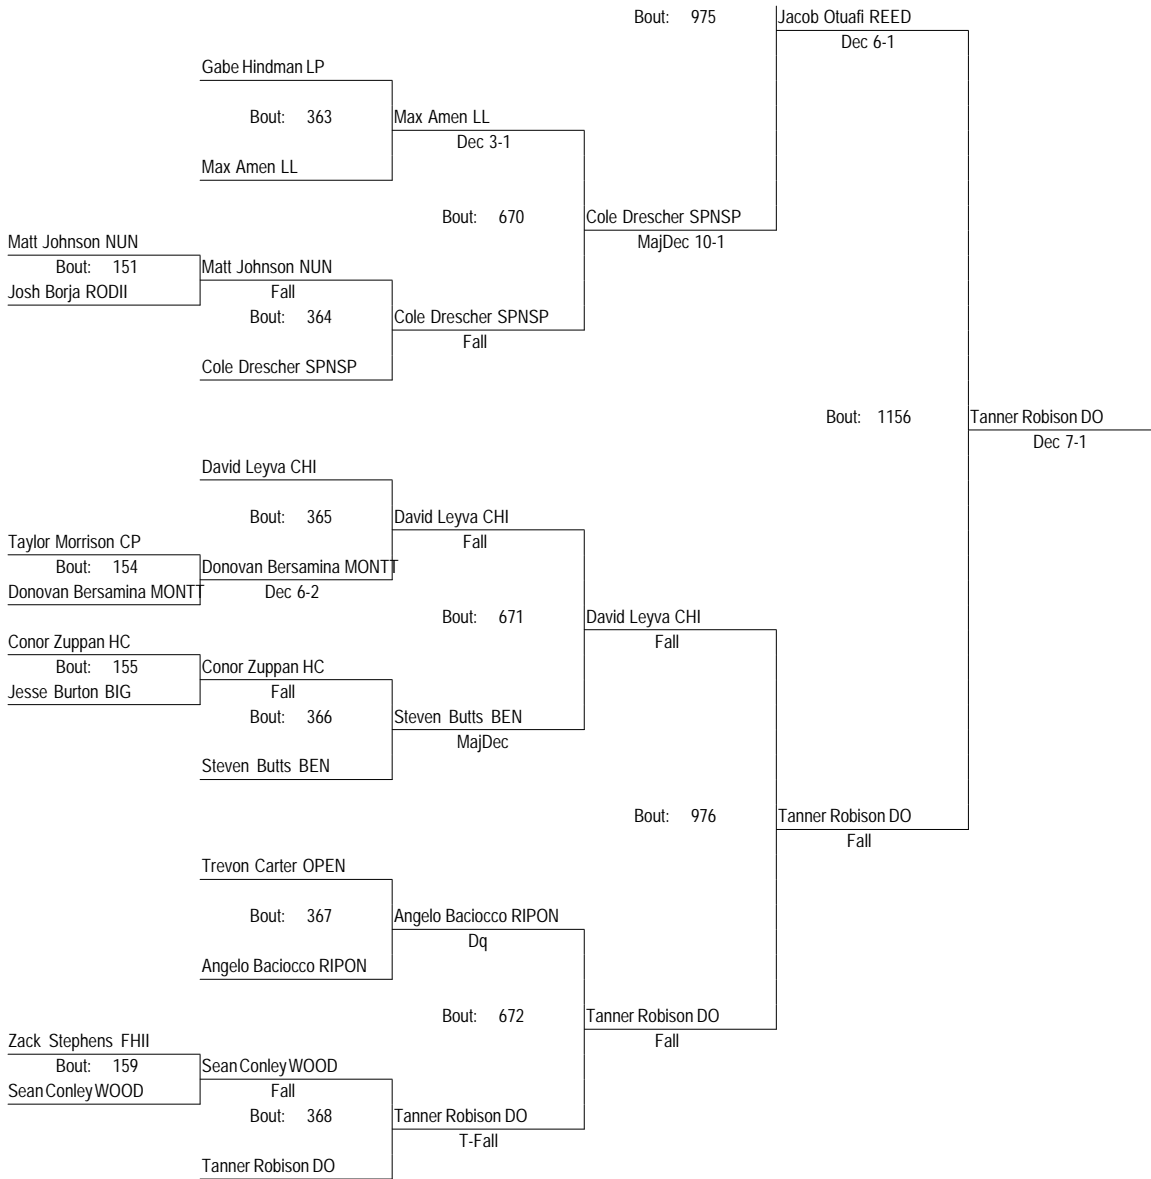 Bout: 975 Jacob Otuafi REED
Dec 6-1
Gabe Hindman LP
Bout: 363 Max Amen LL
Dec 3-1
Max Amen LL
Bout: 670 Cole Drescher SPNSP
MajDec 10-1
Matt Johnson NUN
Bout: 151 Matt Johnson NUN
Fall
Josh Borja RODII
Bout: 364 Cole Drescher SPNSP
Fall
Cole Drescher SPNSP
Bout: 1156 Tanner Robison DO
Dec 7-1
David Leyva CHI
Bout: 365 David Leyva CHI
Fall
Taylor Morrison CP
Bout: 154 Donovan Bersamina MONTT
Donovan Bersamina MONTT Dec 6-2
Bout: 671 David Leyva CHI
Fall
Conor Zuppan HC
Bout: 155 Conor Zuppan HC
Jesse Burton BIG Fall
Bout: 366 Steven Butts BEN
MajDec
Steven Butts BEN
Bout: 976 Tanner Robison DO
Fall
Trevon Carter OPEN
Bout: 367 Angelo Baciocco RIPON
Dq
Angelo Baciocco RIPON
Bout: 672 Tanner Robison DO
Fall
Zack Stephens FHII
Bout: 159 Sean Conley WOOD
Sean Conley WOOD Fall
Bout: 368 Tanner Robison DO
T-Fall
Tanner Robison DO